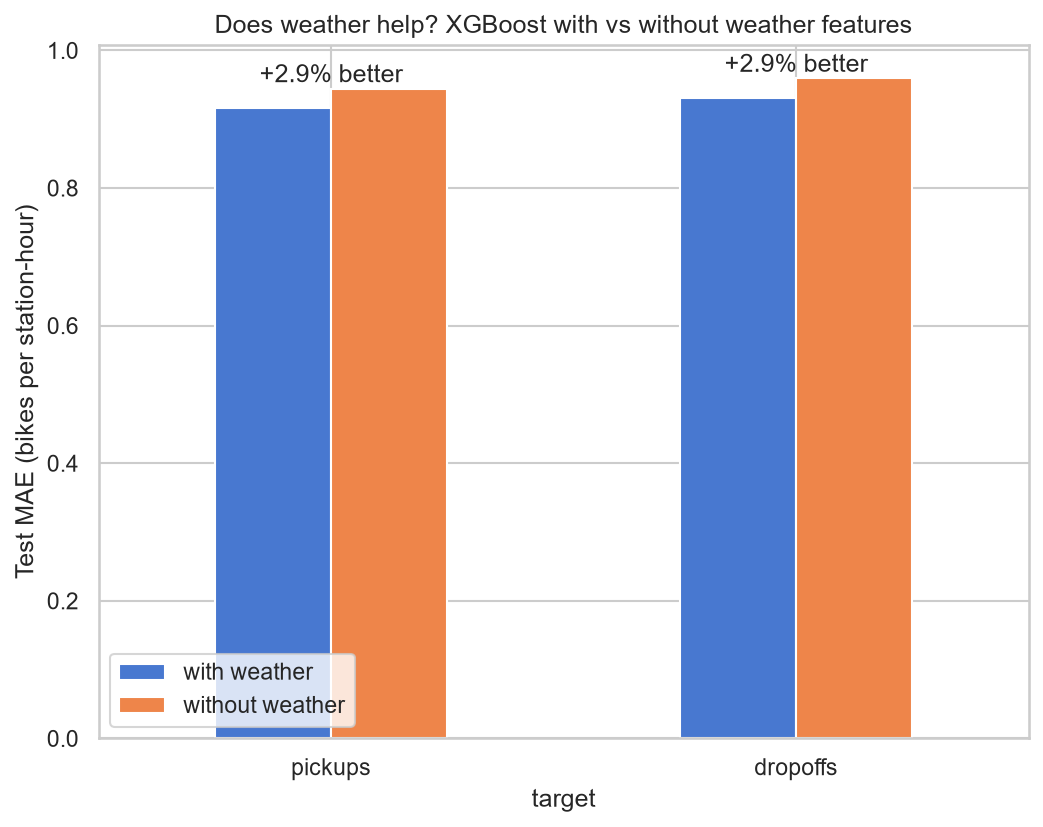 Does weather help? XGBoost with vs without weather features
+2.9% better
+2.9% better
Test MAE (bikes per station-hour)
1.0
0.8
0.6
0.4
0.2
0.0
with weather
without weather
pickups
dropoffs
target